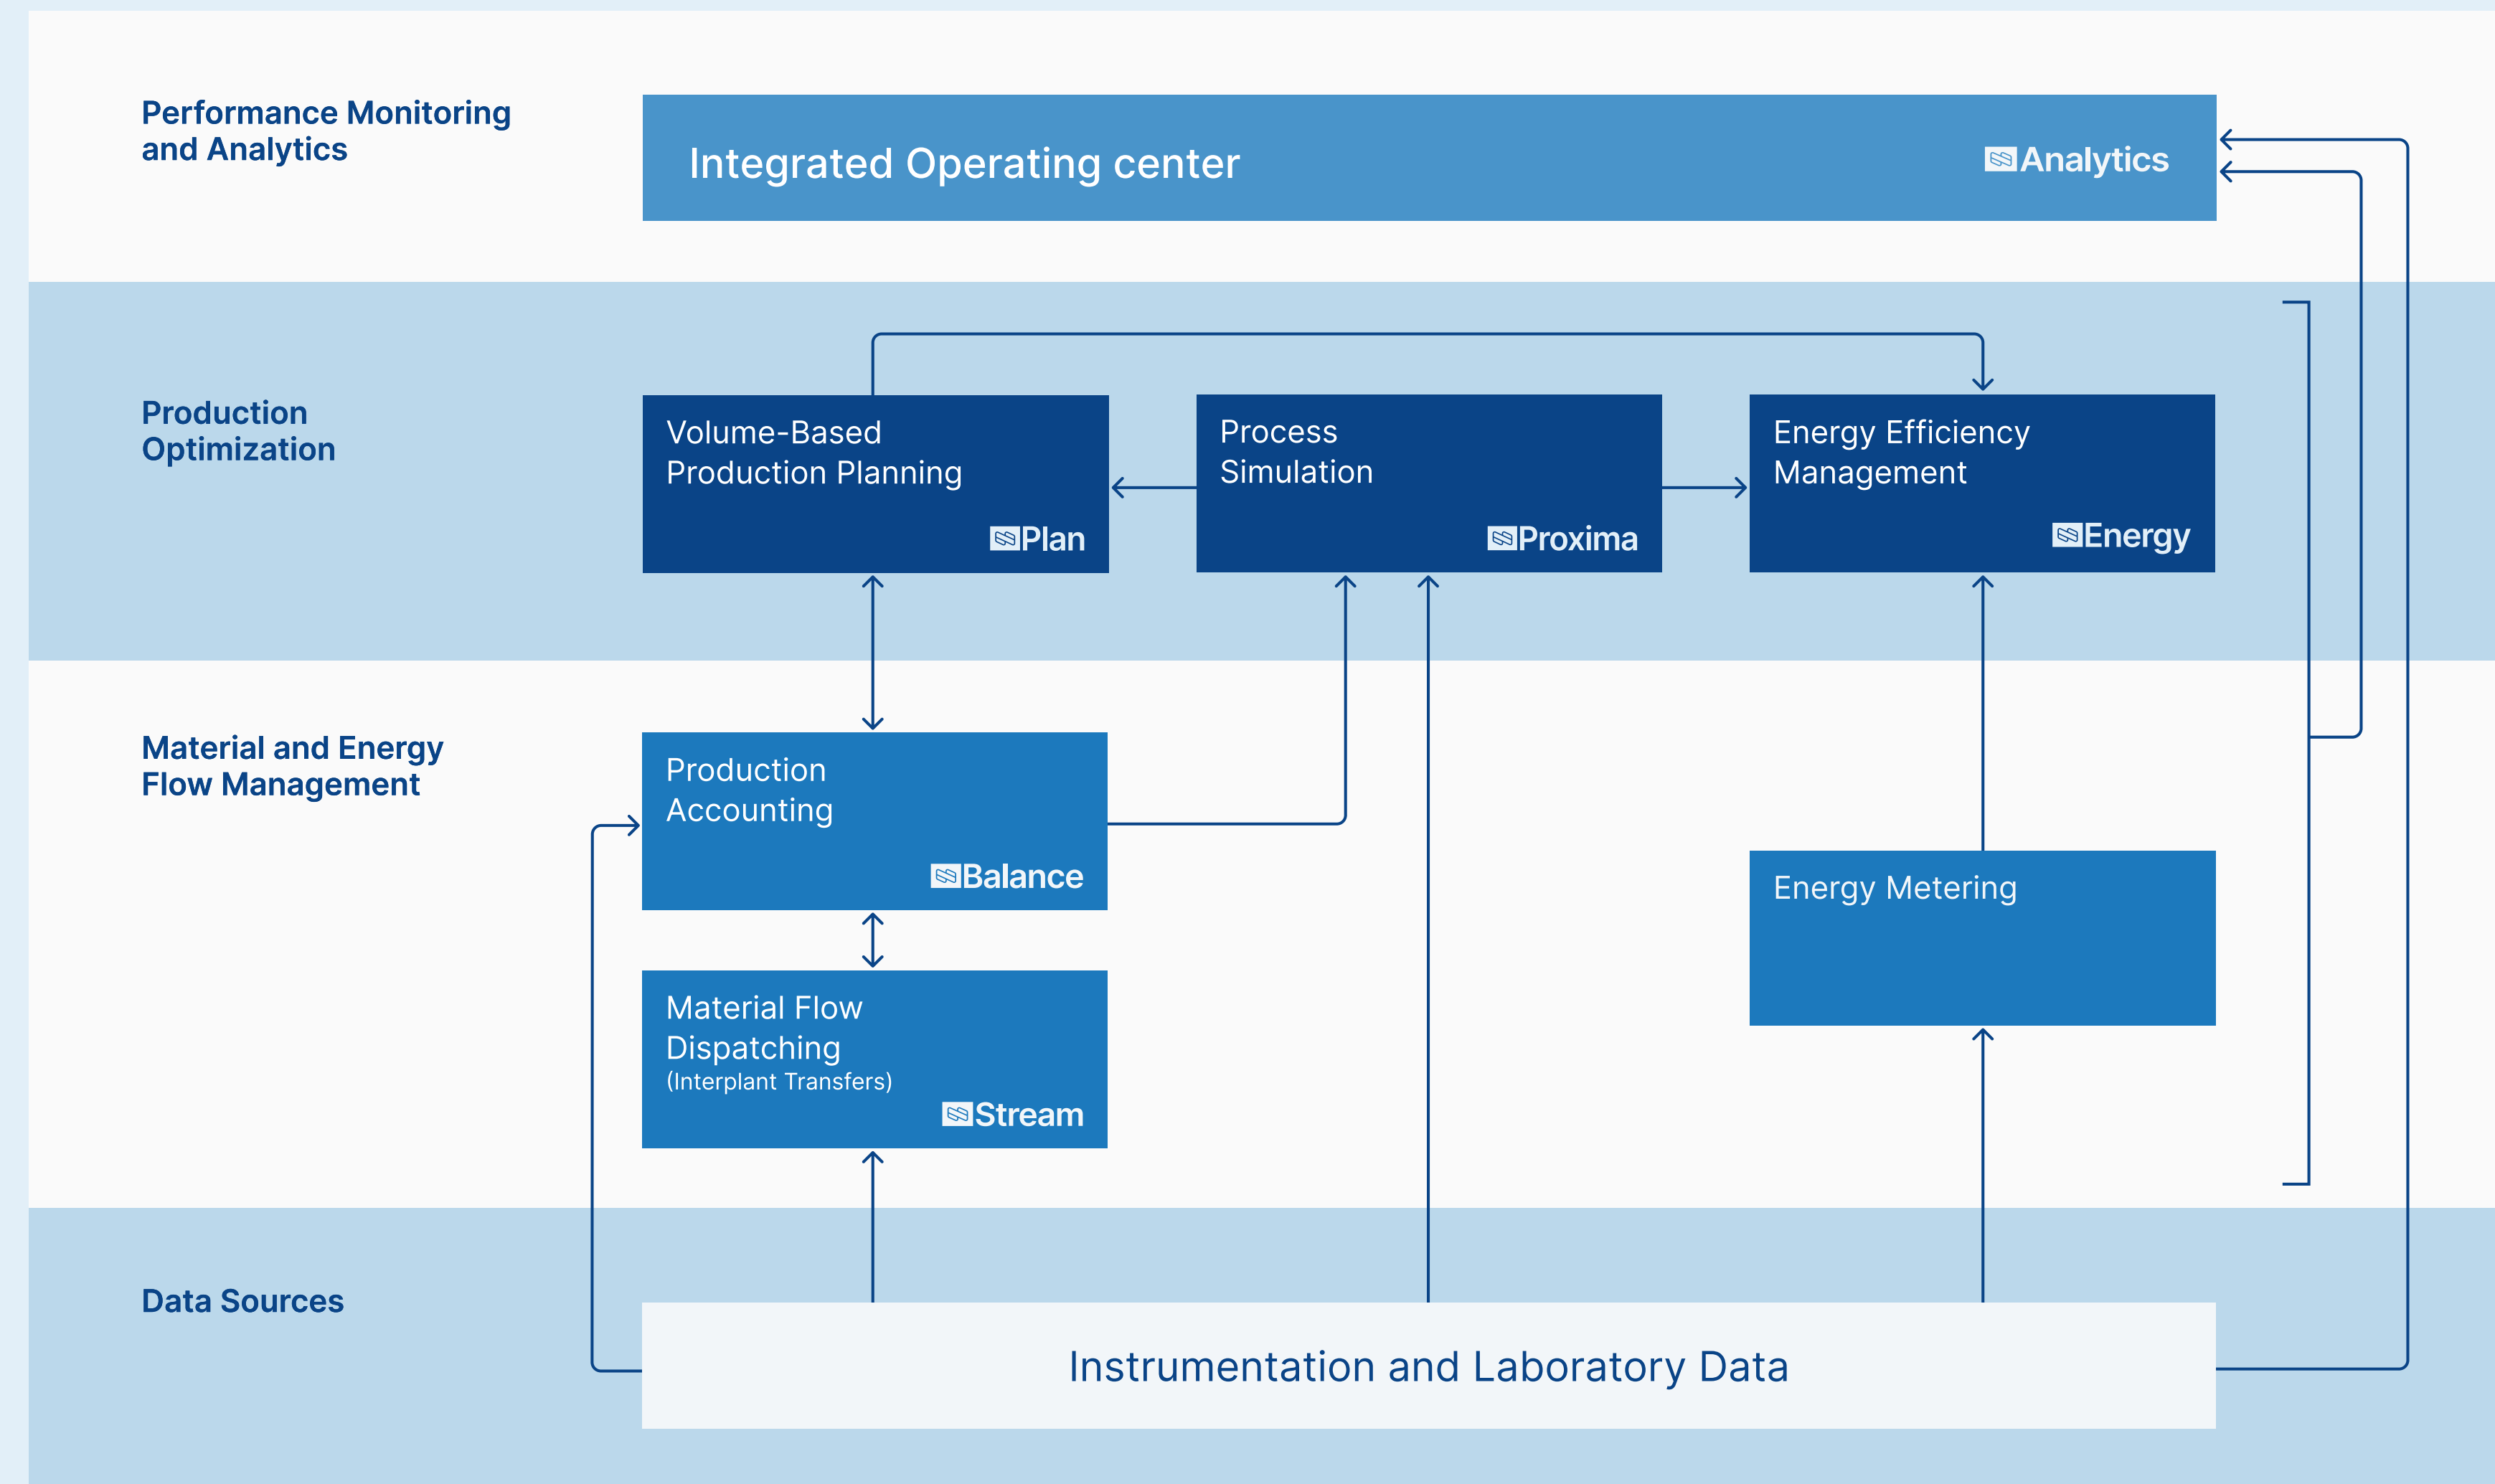 Performance Monitoring
and Analytics
Integrated Operating center
Analytics
Production
Optimization
Volume-Based
Production Planning
Plan
Process
Simulation
Proxima
Energy Efficiency
Management
Energy
Material and Energy
Flow Management
Production
Accounting
Balance
Energy Metering
Material Flow
Dispatching
(Interplant Transfers)
Stream
Data Sources
Instrumentation and Laboratory Data